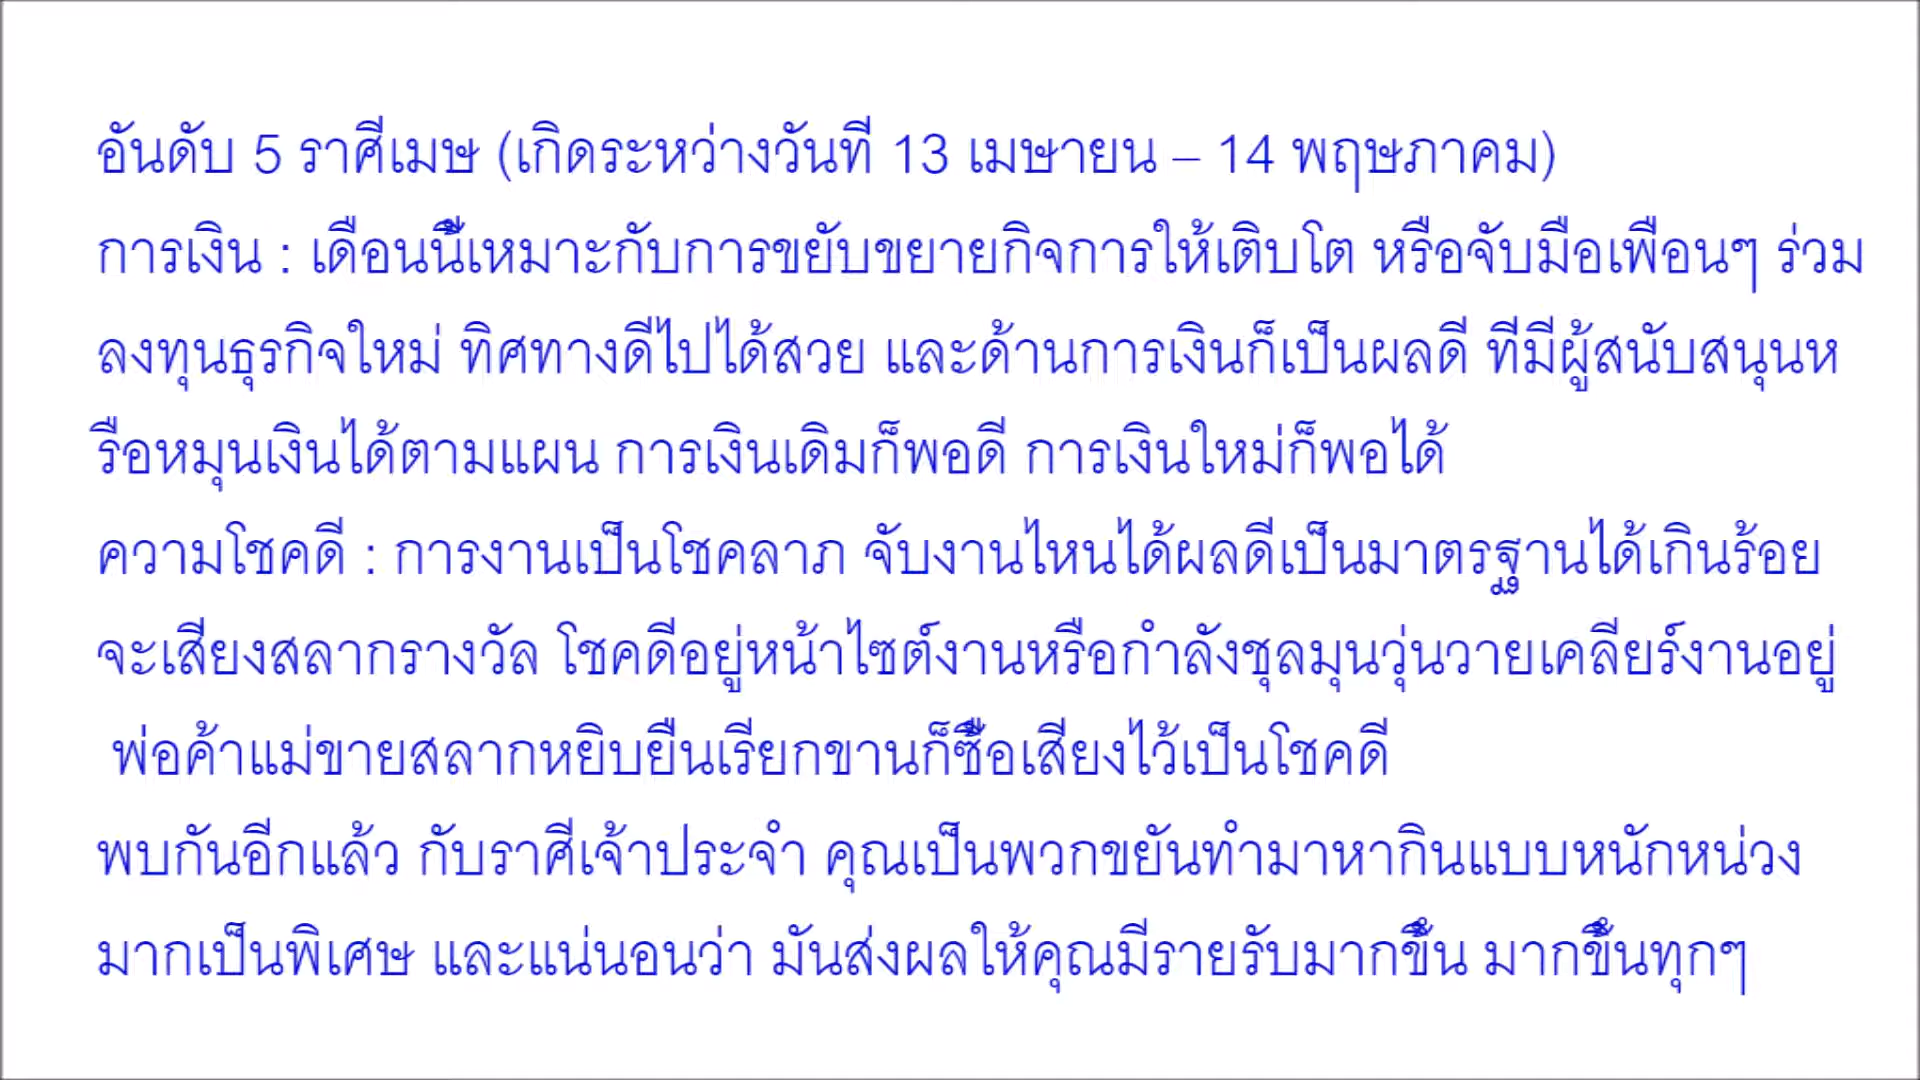 อันดับ 5 ราศีเมษ (เกิดระหว่างวันที่ 13 เมษายน – 14 พฤษภาคม)
การเงิน : เดือนนี้เหมาะกับการขยับขยายกิจการให้เติบโต หรือจับมือเพื่อนๆ ร่วม
ลงทุนธุรกิจใหม่ ทิศทางดีไปได้สวย และด้านการเงินก็เป็นผลดี ที่มีผู้สนับสนุนห
รือหมุนเงินได้ตามแผน การเงินเดิมก็พอดี การเงินใหม่ก็พอได้
ความโชคดี : การงานเป็นโชคลาภ จับงานไหนได้ผลดีเป็นมาตรฐานได้เกินร้อย
จะเสี่ยงสลากรางวัล โชคดีอยู่หน้าไซต์งานหรือกำลังชุลมุนวุ่นวายเคลียร์งานอยู่
พ่อค้าแม่ขายสลากหยิบยื่นเรียกขานก็ซื้อเสี่ยงไว้เป็นโชคดี
พบกันอีกแล้ว กับราศีเจ้าประจำ คุณเป็นพวกขยันทำมาหากินแบบหนักหน่วง
มากเป็นพิเศษ และแน่นอนว่า มันส่งผลให้คุณมีรายรับมากขึ้น มากขึ้นทุกๆ